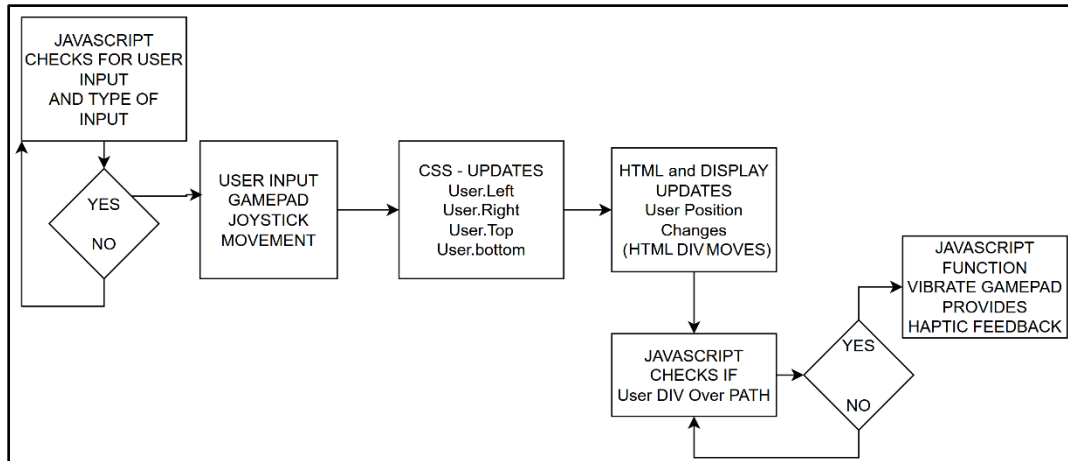 JAVASCRIPT
CHECKS FOR USER
INPUT
AND TYPE OF
INPUT
YES
NO
USER INPUT
GAMEPAD
JOYSTICK
MOVEMENT
CSS - UPDATES
User.Left
User.Right
User.Top
User.bottom
HTML and DISPLAY
UPDATES
User Position
Changes
(HTML DIV MOVES)
JAVASCRIPT
CHECKS IF
User DIV Over PATH
YES
NO
JAVASCRIPT
FUNCTION
VIBRATE GAMEPAD
PROVIDES
HAPTIC FEEDBACK